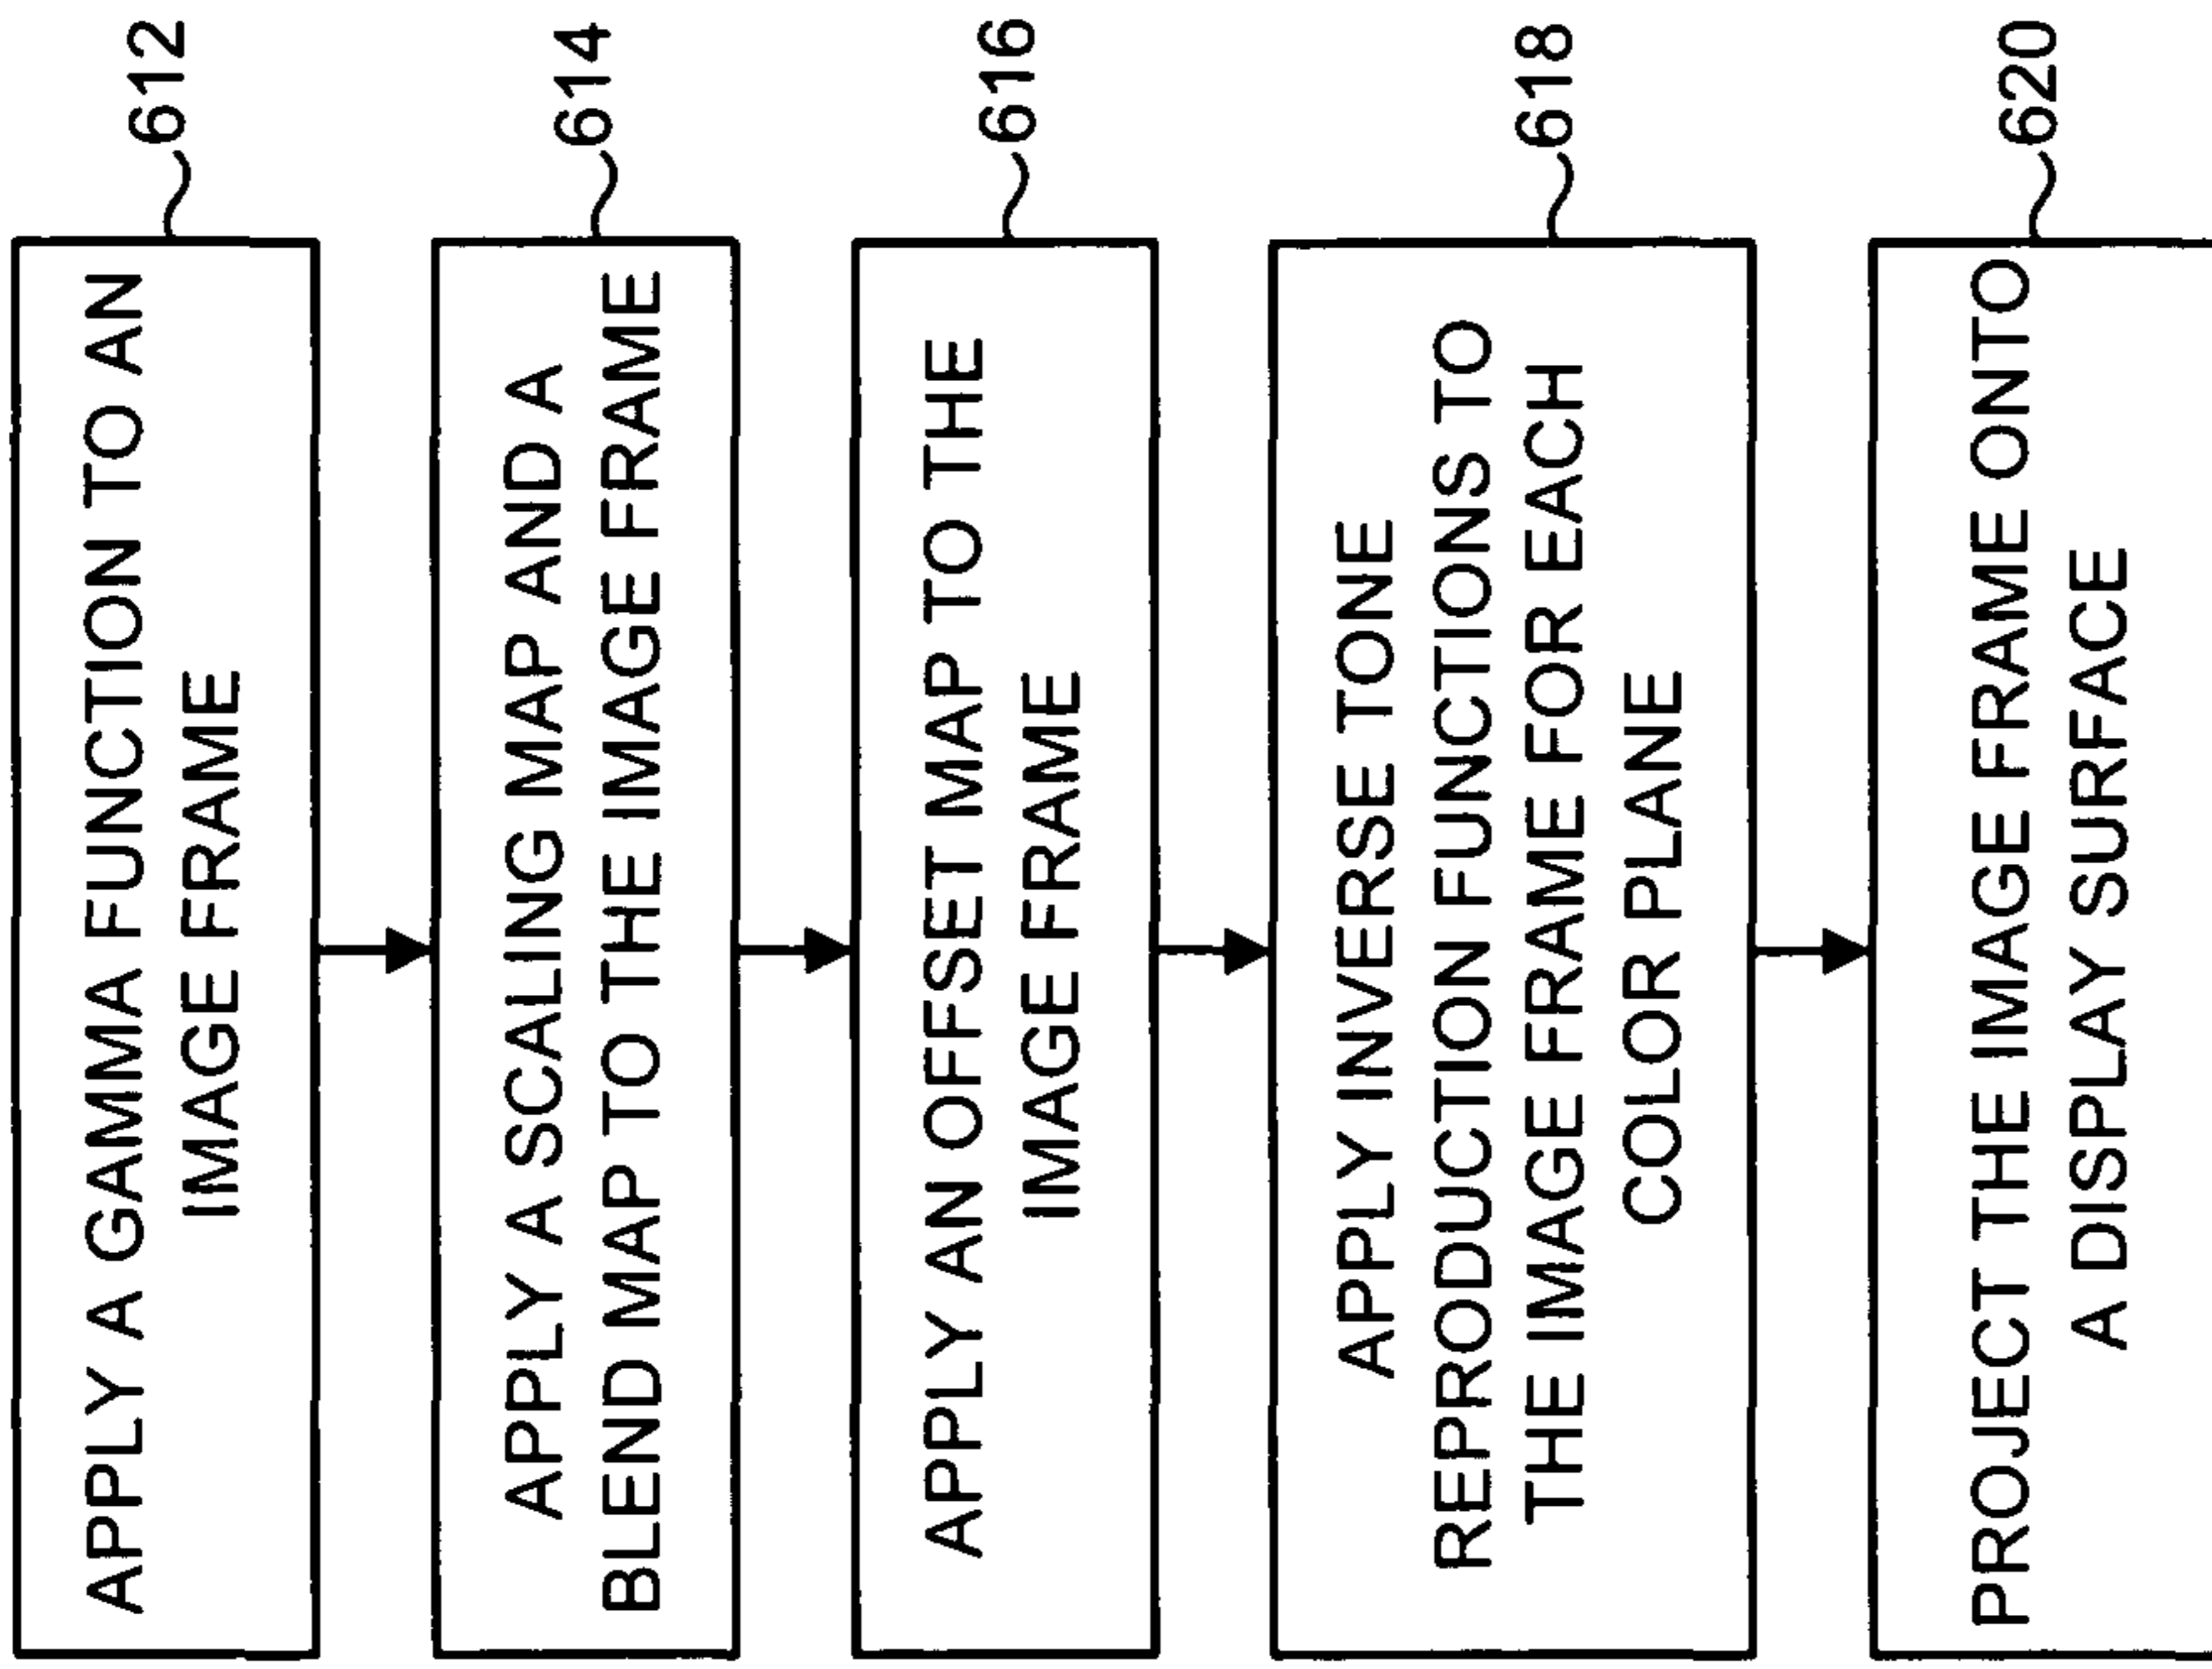 APPLY A GAMMA FUNCTION TO AN
IMAGE FRAME
612
APPLY A SCALING MAP AND A
BLEND MAP TO THE IMAGE FRAME
614
APPLY AN OFFSET MAP TO THE
IMAGE FRAME
616
APPLY INVERSE TONE
REPRODUCTION FUNCTIONS TO
THE IMAGE FRAME FOR EACH
COLOR PLANE
618
PROJECT THE IMAGE FRAME ONTO
A DISPLAY SURFACE
620